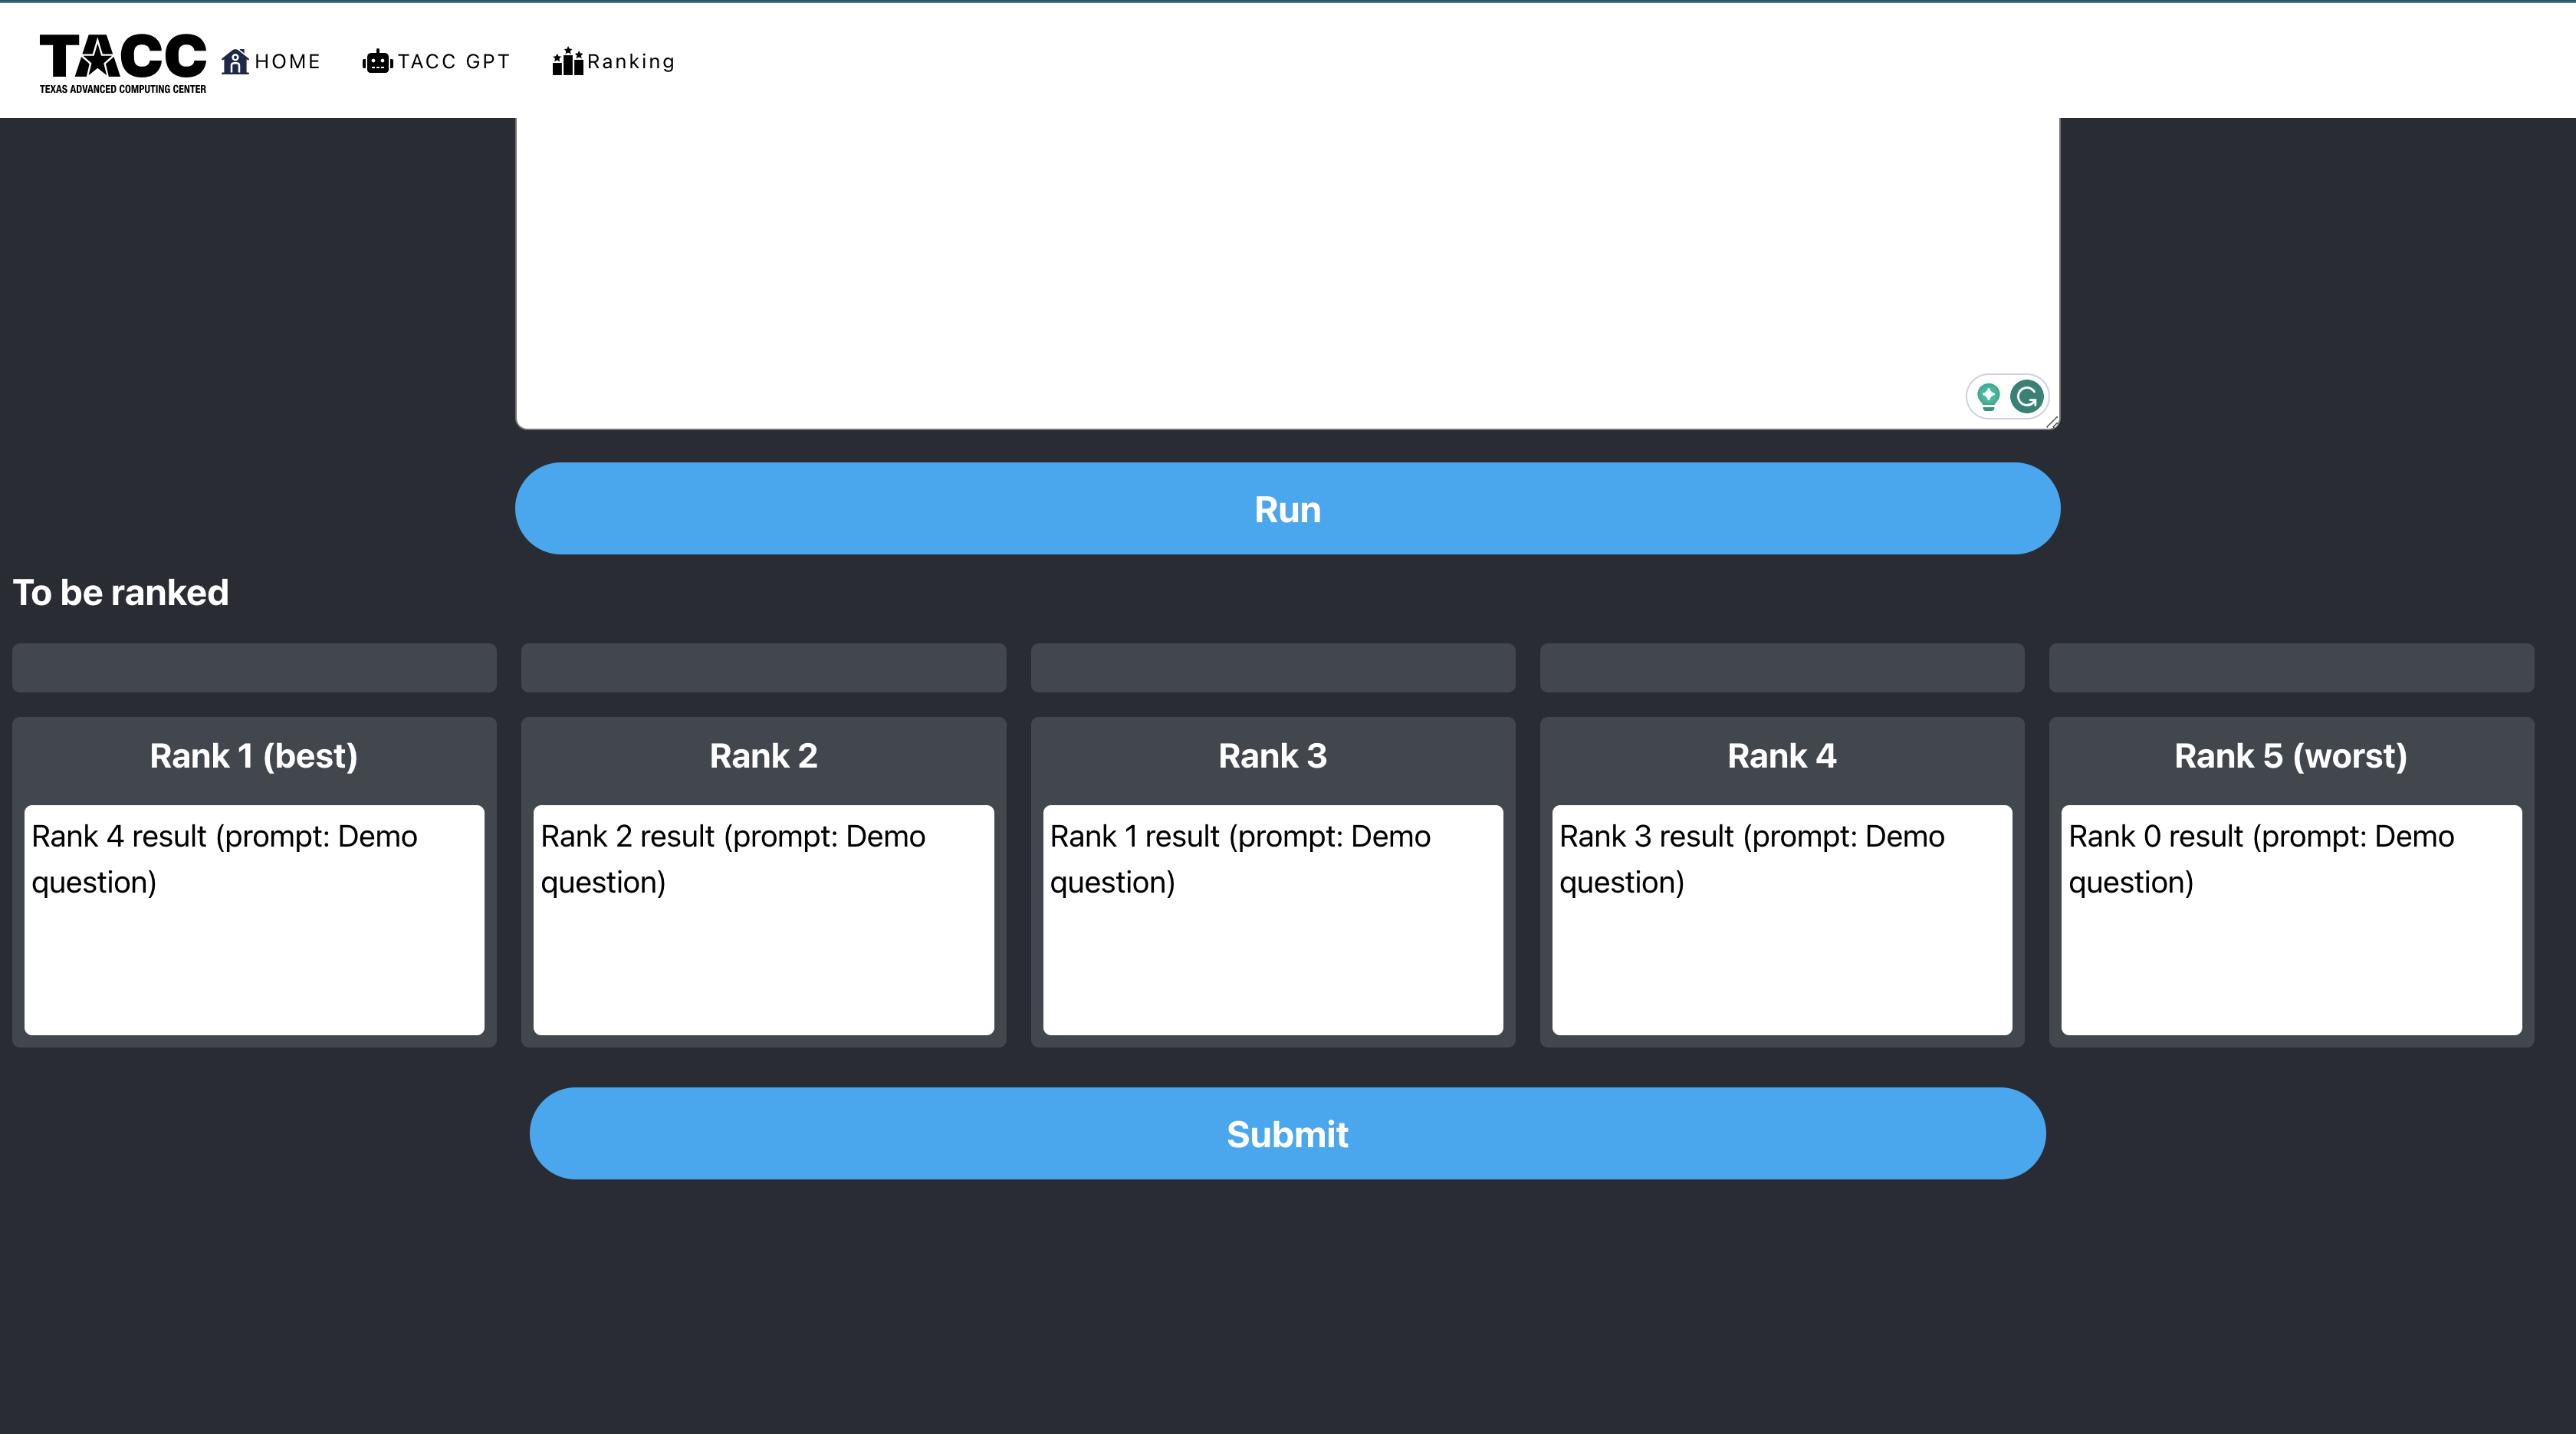 TACC
TEXAS ADVANCED COMPUTING CENTER
HOME
TACC GPT
Ranking
Run
To be ranked
Rank 1 (best)
Rank 2
Rank 3
Rank 4
Rank 5 (worst)
Rank 4 result (prompt: Demo
question)
Rank 2 result (prompt: Demo
question)
Rank 1 result (prompt: Demo
question)
Rank 3 result (prompt: Demo
question)
Rank 0 result (prompt: Demo
question)
Submit